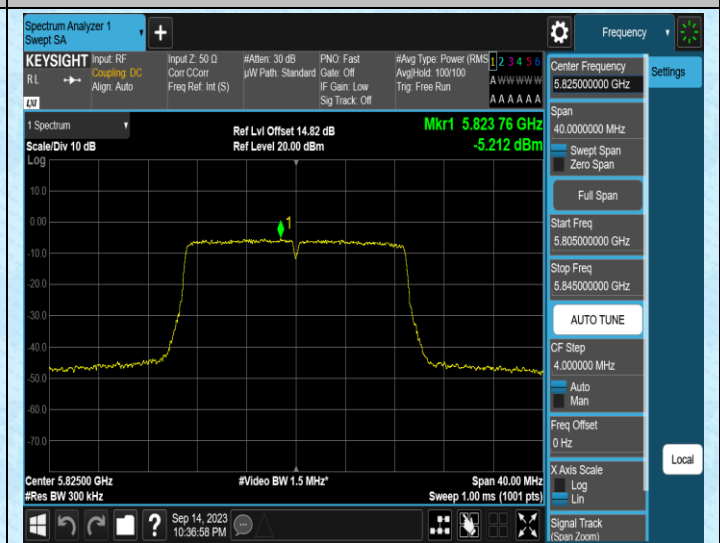 Spectrum Analyzer 1
Swept SA
+
Frequency
KEYSIGHT
R L
LXI
Input: RF
Coupling: DC
Align: Auto
Input Z: 50 Ω
Corr CCorr
Freq Ref: Int (S)
#Atten: 30 dB
µW Path: Standard
PNO: Fast
Gate: Off
IF Gain: Low
Sig Track: Off
#Avg Type: Power (RMS
Avg|Hold: 100/100
Trig: Free Run
1 2 3 4 5 6
A W W W W W
A A A A A A
1 Spectrum
Scale/Div 10 dB
Log
Ref Lvl Offset 14.82 dB
Ref Level 20.00 dBm
Mkr1 5.823 76 GHz
-5.212 dBm
10.0
0.00
-10.0
-20.0
-30.0
-40.0
-50.0
-60.0
-70.0
1
Center 5.82500 GHz
#Res BW 300 kHz
#Video BW 1.5 MHz*
Span 40.00 MHz
Sweep 1.00 ms (1001 pts)
?
Sep 14, 2023
10:36:58 PM
Center Frequency
5.825000000 GHz
Settings
Span
40.0000000 MHz
Swept Span
Zero Span
Full Span
Start Freq
5.805000000 GHz
Stop Freq
5.845000000 GHz
AUTO TUNE
CF Step
4.000000 MHz
Auto
Man
Freq Offset
0 Hz
Local
X Axis Scale
Log
Lin
Signal Track
(Span Zoom)